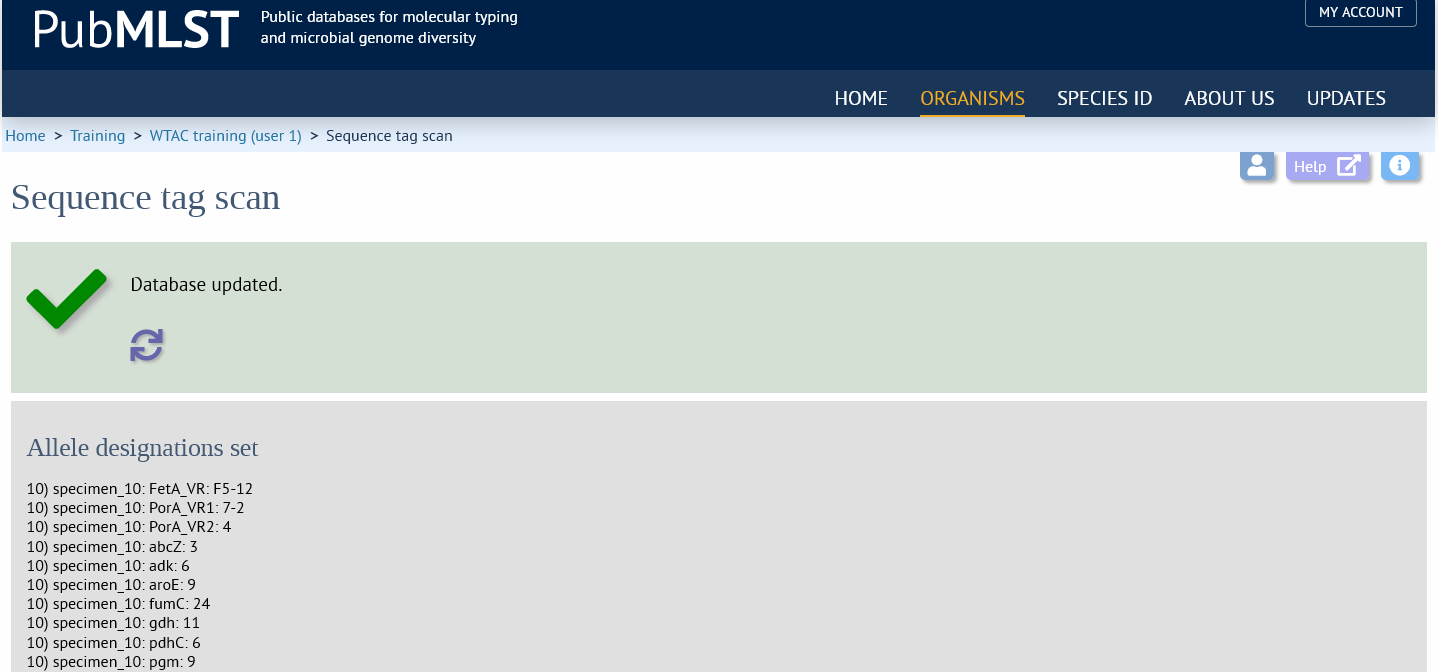 PubMLST
Public databases for molecular typing
and microbial genome diversity
MY ACCOUNT
HOME ORGANISMS SPECIES ID ABOUT US UPDATES
Home > Training > WTAC training (user 1) > Sequence tag scan
Help
Sequence tag scan
Database updated.
Allele designations set
10) specimen_10: FetA_VR: F5-12
10) specimen_10: PorA_VR1: 7-2
10) specimen_10: PorA_VR2: 4
10) specimen_10: abcZ: 3
10) specimen_10: adk: 6
10) specimen_10: aroE: 9
10) specimen_10: fumC: 24
10) specimen_10: gdh: 11
10) specimen_10: pdhC: 6
10) specimen_10: pgm: 9